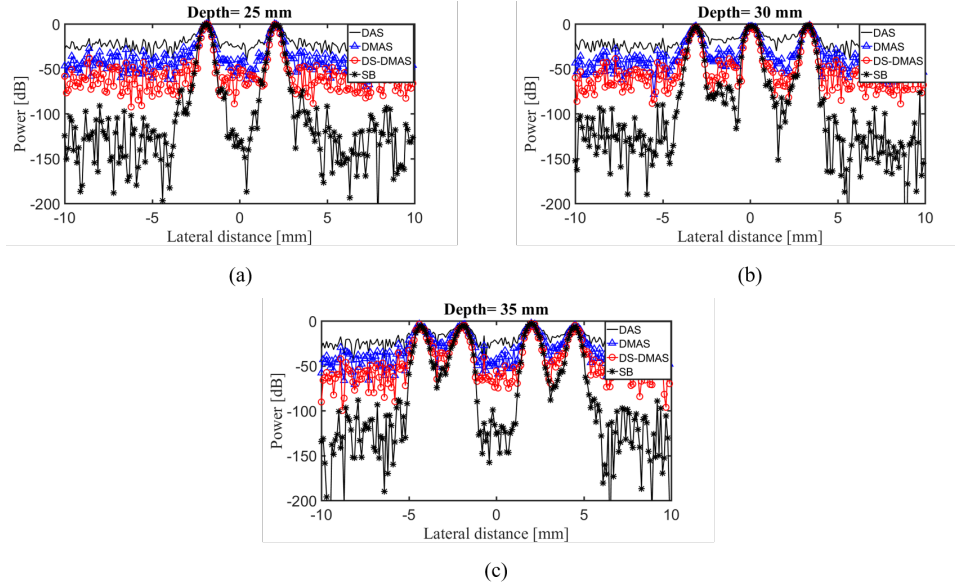 Depth= 25 mm
0
-50
-100
-150
-200
Power [dB]
DAS
DMAS
DS-DMAS
SB
-10 -5 0 5 10
Lateral distance [mm]
(a)
Depth= 30 mm
0
-50
-100
-150
-200
Power [dB]
DAS
DMAS
DS-DMAS
SB
-10 -5 0 5 10
Lateral distance [mm]
(b)
Depth= 35 mm
0
-50
-100
-150
-200
Power [dB]
DAS
DMAS
DS-DMAS
SB
-10 -5 0 5 10
Lateral distance [mm]
(c)